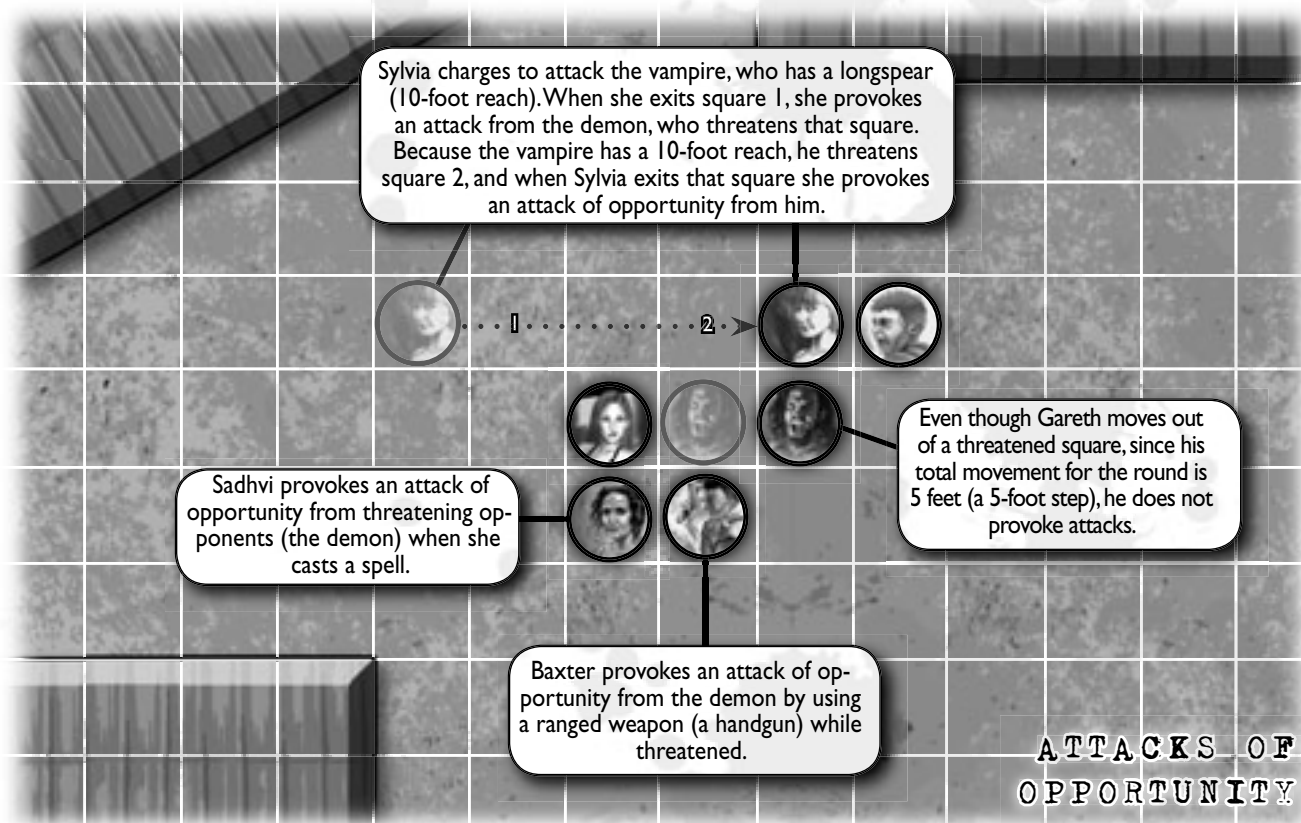 Sylvia charges to attack the vampire, who has a longspear
(10-foot reach). When she exits square 1, she provokes
an attack from the demon, who threatens that square.
Because the vampire has a 10-foot reach, he threatens
square 2, and when Sylvia exits that square she provokes
an attack of opportunity from him.
1
2
Even though Gareth moves out
of a threatened square, since his
total movement for the round is
5 feet (a 5-foot step), he does not
provoke attacks.
Sadhvi provokes an attack of
opportunity from threatening op-
ponents (the demon) when she
casts a spell.
Baxter provokes an attack of op-
portunity from the demon by using
a ranged weapon (a handgun) while
threatened.
ATTACKS OF
OPPORTUNITY